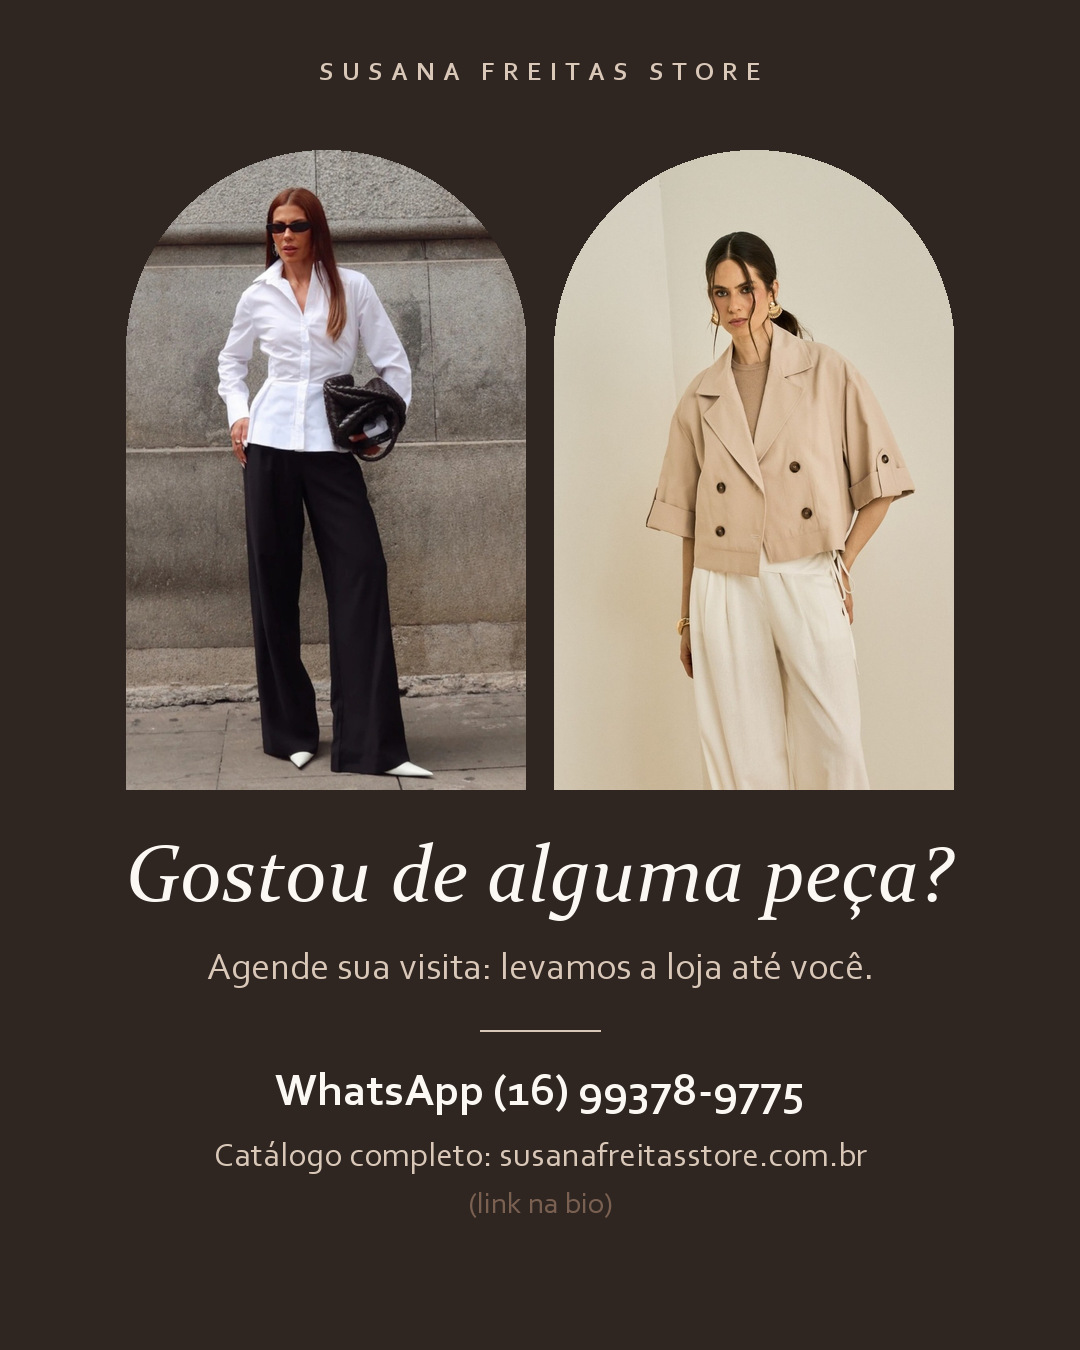 SUSANA FREITAS STORE
Gostou de alguma peça?
Agende sua visita: levamos a loja até você.
WhatsApp (16) 99378-9775
Catálogo completo: susanafreitasstore.com.br
(link na bio)